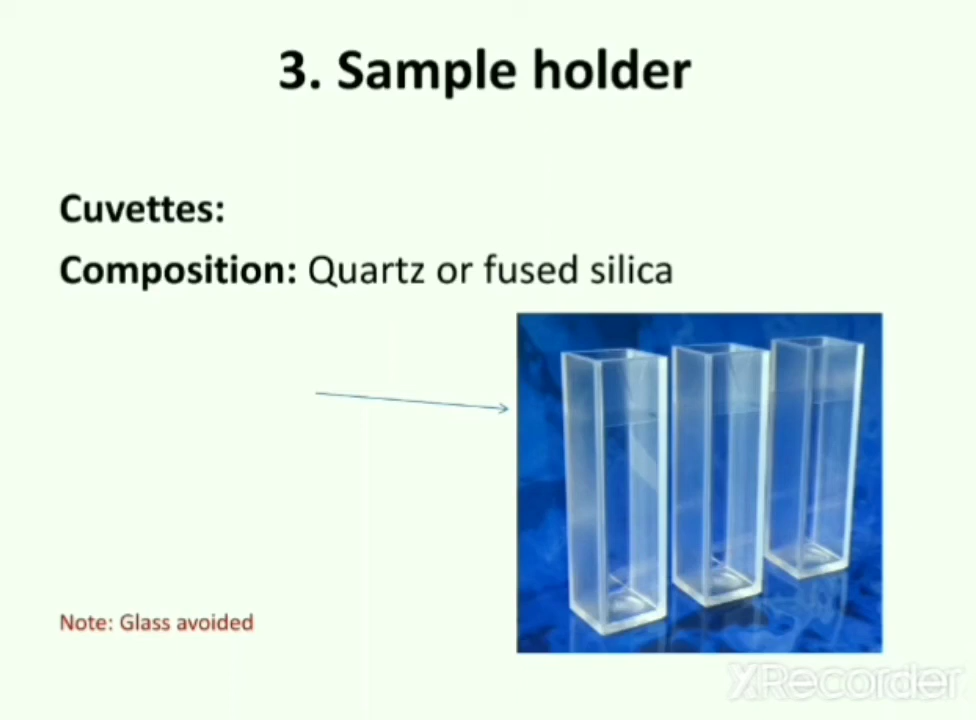 3. Sample holder
Cuvettes:
Composition: Quartz or fused silica
Note: Glass avoided
XRecorder